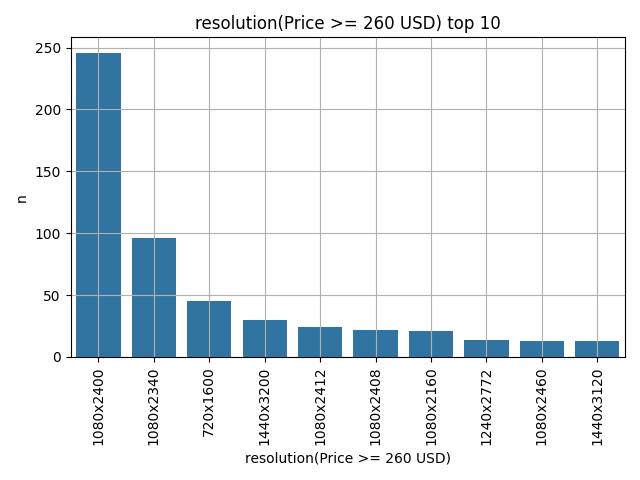 resolution(Price >= 260 USD) top 10
250
200
150
100
50
0
n
1080x2400
1080x2340
720x1600
1440x3200
1080x2412
1080x2408
1080x2160
1240x2772
1080x2460
1440x3120
resolution(Price >= 260 USD)